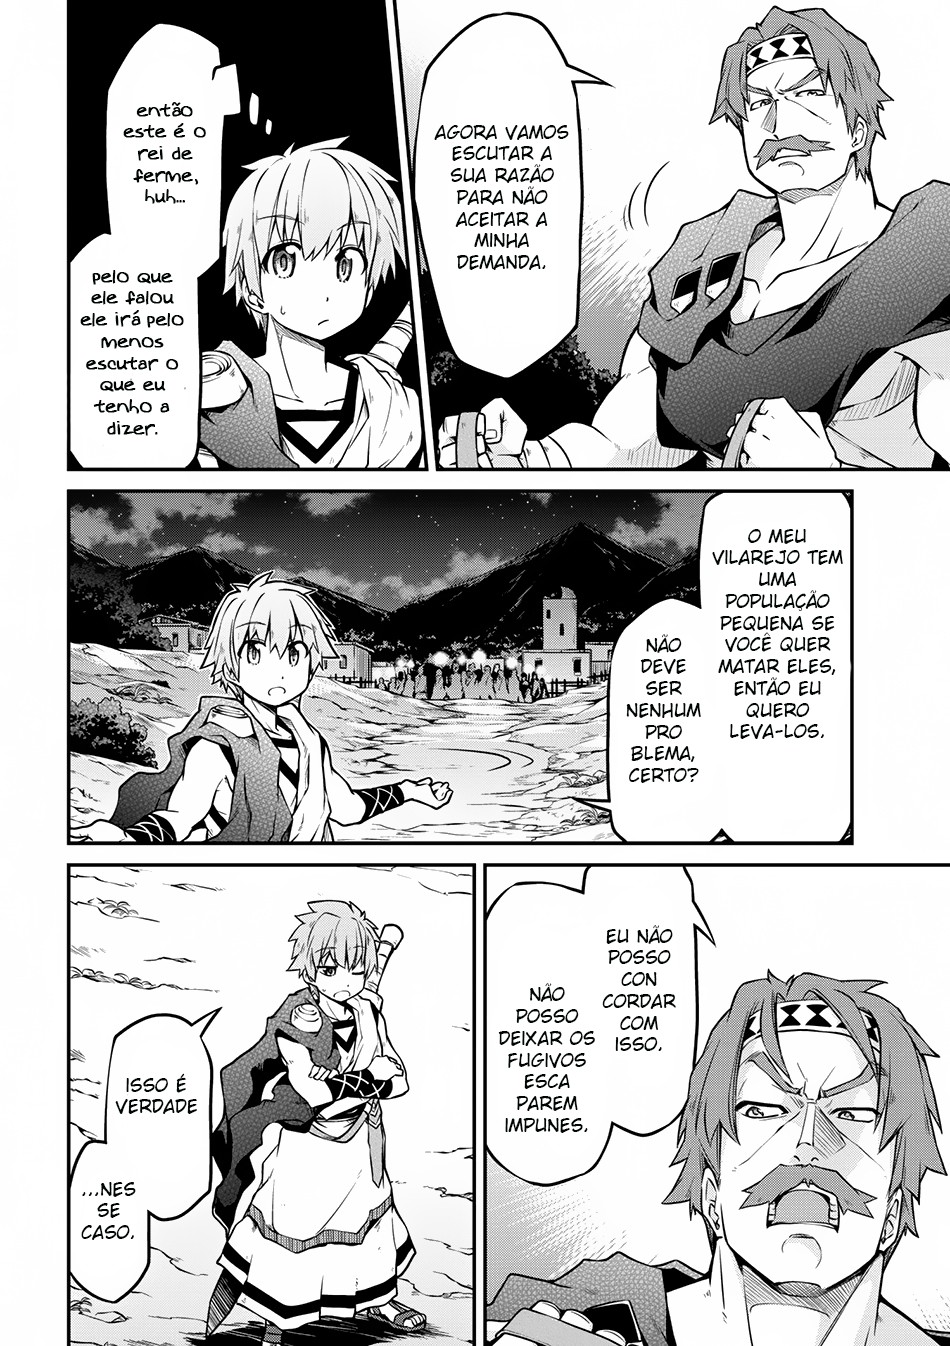 AGORA VAMOS
ESCUTAR A
SUA RAZÃO
PARA NÃO
ACEITAR A
MINHA
DEMANDA.
então
este é o
rei de
ferme,
huh...
pelo que
ele falou
ele irá pelo
menos
escutar o
que eu
tenho a
dizer.
O MEU
VILAREJO TEM
UMA
POPULAÇÃO
PEQUENA SE
VOCÊ QUER
MATAR ELES,
ENTÃO EU
QUERO
LEVA-LOS.
NÃO
DEVE
SER
NENHUM
PRO
BLEMA,
CERTO?
EU NÃO
POSSO
CON
CORDAR
COM
ISSO.
NÃO
POSSO
DEIXAR OS
FUGIVOS
ESCA
PAREM
IMPUNES.
ISSO É
VERDADE
...NES
SE
CASO.